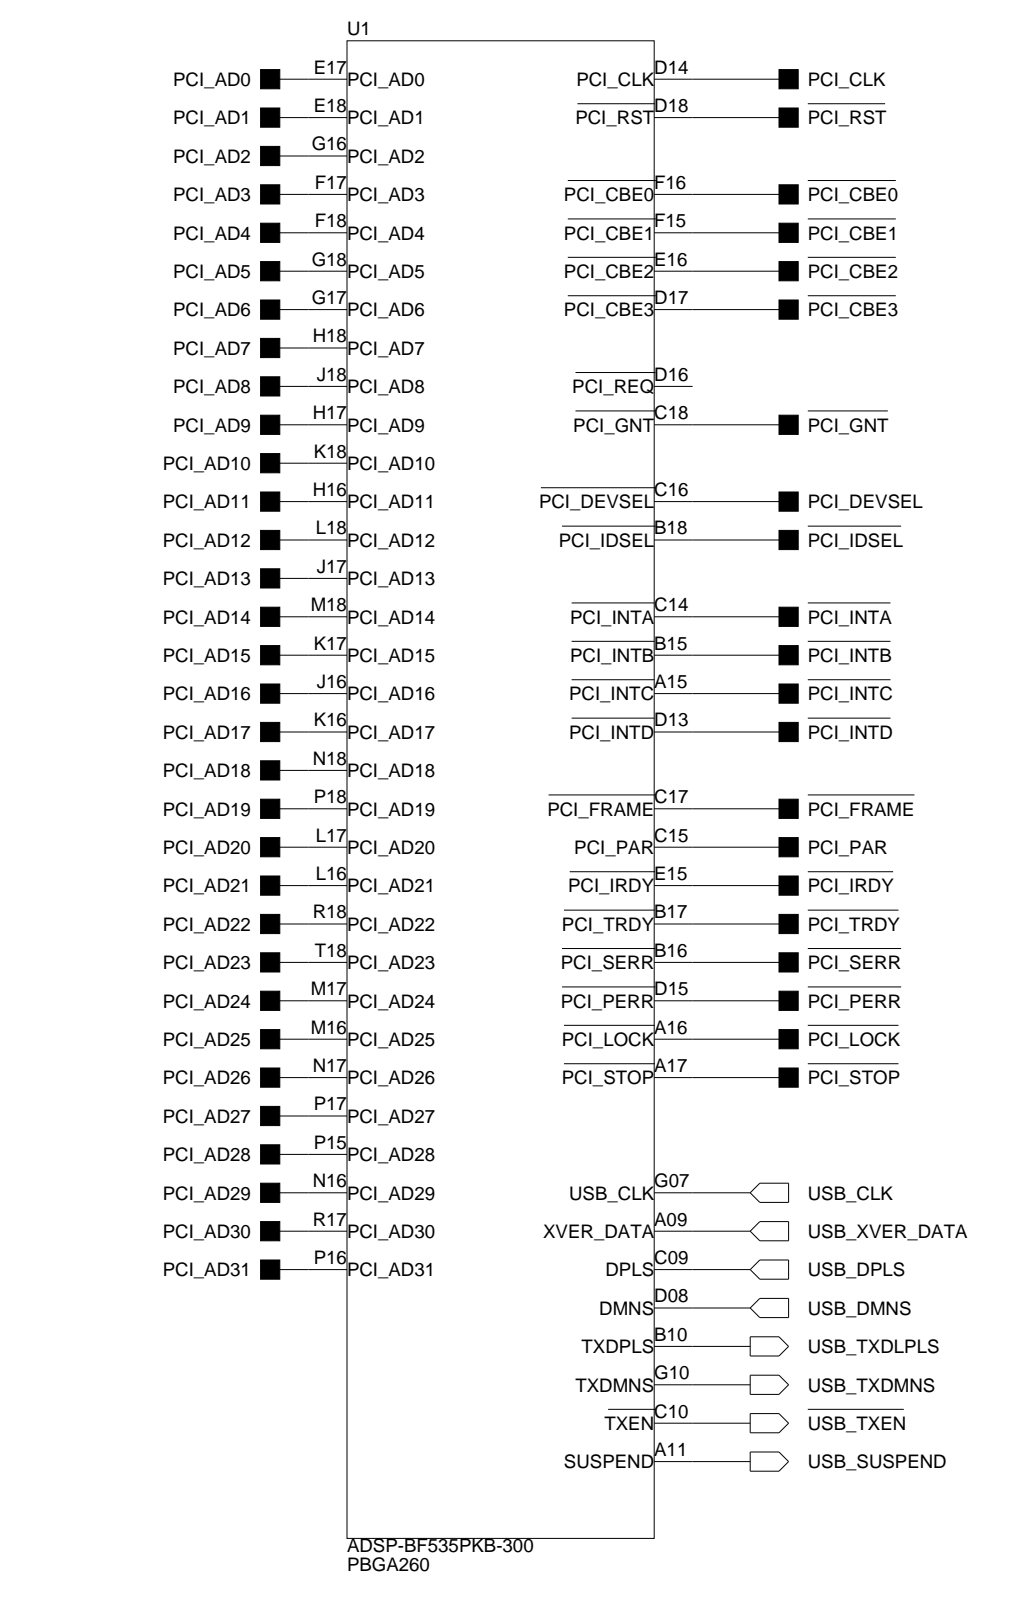 U1
PCI_AD0 E17 PCI_AD0 PCI_CLK D14 PCI_CLK
PCI_AD1 E18 PCI_AD1 PCI_RST D18 PCI_RST
PCI_AD2 G16 PCI_AD2
PCI_AD3 F17 PCI_AD3 PCI_CBE0 F16 PCI_CBE0
PCI_AD4 F18 PCI_AD4 PCI_CBE1 F15 PCI_CBE1
PCI_AD5 G18 PCI_AD5 PCI_CBE2 E16 PCI_CBE2
PCI_AD6 G17 PCI_AD6 PCI_CBE3 D17 PCI_CBE3
PCI_AD7 H18 PCI_AD7
PCI_AD8 J18 PCI_AD8 PCI_REQ D16
PCI_AD9 H17 PCI_AD9 PCI_GNT C18 PCI_GNT
PCI_AD10 K18 PCI_AD10
PCI_AD11 H16 PCI_AD11 PCI_DEVSEL C16 PCI_DEVSEL
PCI_AD12 L18 PCI_AD12 PCI_IDSEL B18 PCI_IDSEL
PCI_AD13 J17 PCI_AD13
PCI_AD14 M18 PCI_AD14 PCI_INTA C14 PCI_INTA
PCI_AD15 K17 PCI_AD15 PCI_INTB B15 PCI_INTB
PCI_AD16 J16 PCI_AD16 PCI_INTC A15 PCI_INTC
PCI_AD17 K16 PCI_AD17 PCI_INTD D13 PCI_INTD
PCI_AD18 N18 PCI_AD18
PCI_AD19 P18 PCI_AD19 PCI_FRAME C17 PCI_FRAME
PCI_AD20 L17 PCI_AD20 PCI_PAR C15 PCI_PAR
PCI_AD21 L16 PCI_AD21 PCI_IRDY E15 PCI_IRDY
PCI_AD22 R18 PCI_AD22 PCI_TRDY B17 PCI_TRDY
PCI_AD23 T18 PCI_AD23 PCI_SERR B16 PCI_SERR
PCI_AD24 M17 PCI_AD24 PCI_PERR D15 PCI_PERR
PCI_AD25 M16 PCI_AD25 PCI_LOCK A16 PCI_LOCK
PCI_AD26 N17 PCI_AD26 PCI_STOP A17 PCI_STOP
PCI_AD27 P17 PCI_AD27
PCI_AD28 P15 PCI_AD28
PCI_AD29 N16 PCI_AD29 USB_CLK G07 USB_CLK
PCI_AD30 R17 PCI_AD30 XVER_DATA A09 USB_XVER_DATA
PCI_AD31 P16 PCI_AD31 DPLS C09 USB_DPLS
DMNS D08 USB_DMNS
TXDPLS B10 USB_TXDLPLS
TXDMNS G10 USB_TXDMNS
TXEN C10 USB_TXEN
SUSPEND A11 USB_SUSPEND
ADSP-BF535PKB-300
PBGA260